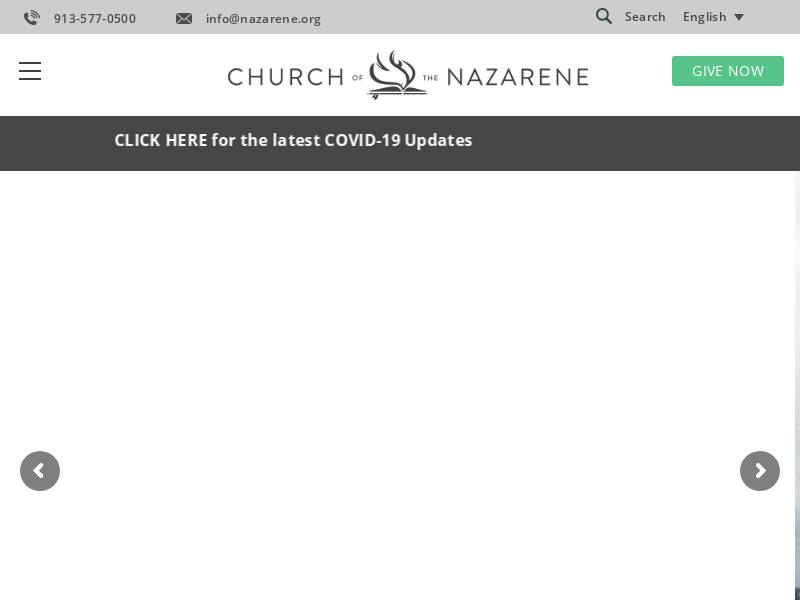 913-577-0500
info@nazarene.org
Search
English
CHURCH OF THE NAZARENE
GIVE NOW
CLICK HERE for the latest COVID-19 Updates